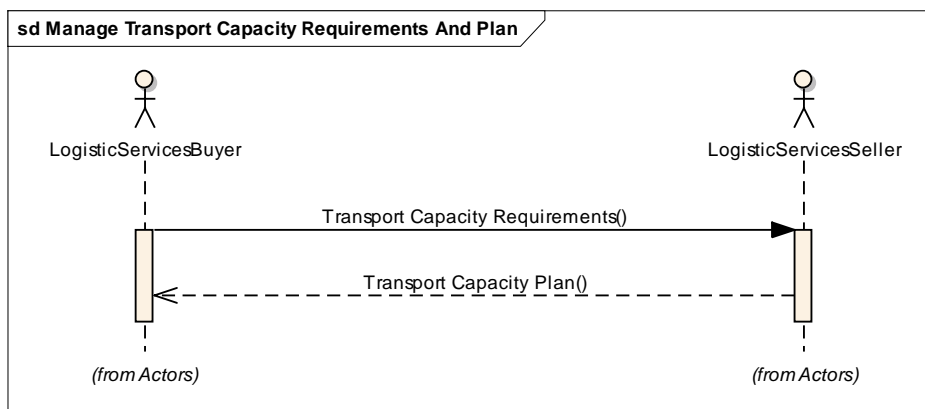 sd Manage Transport Capacity Requirements And Plan
LogisticServicesBuyer
LogisticServicesSeller
Transport Capacity Requirements()
Transport Capacity Plan()
(from Actors)
(from Actors)